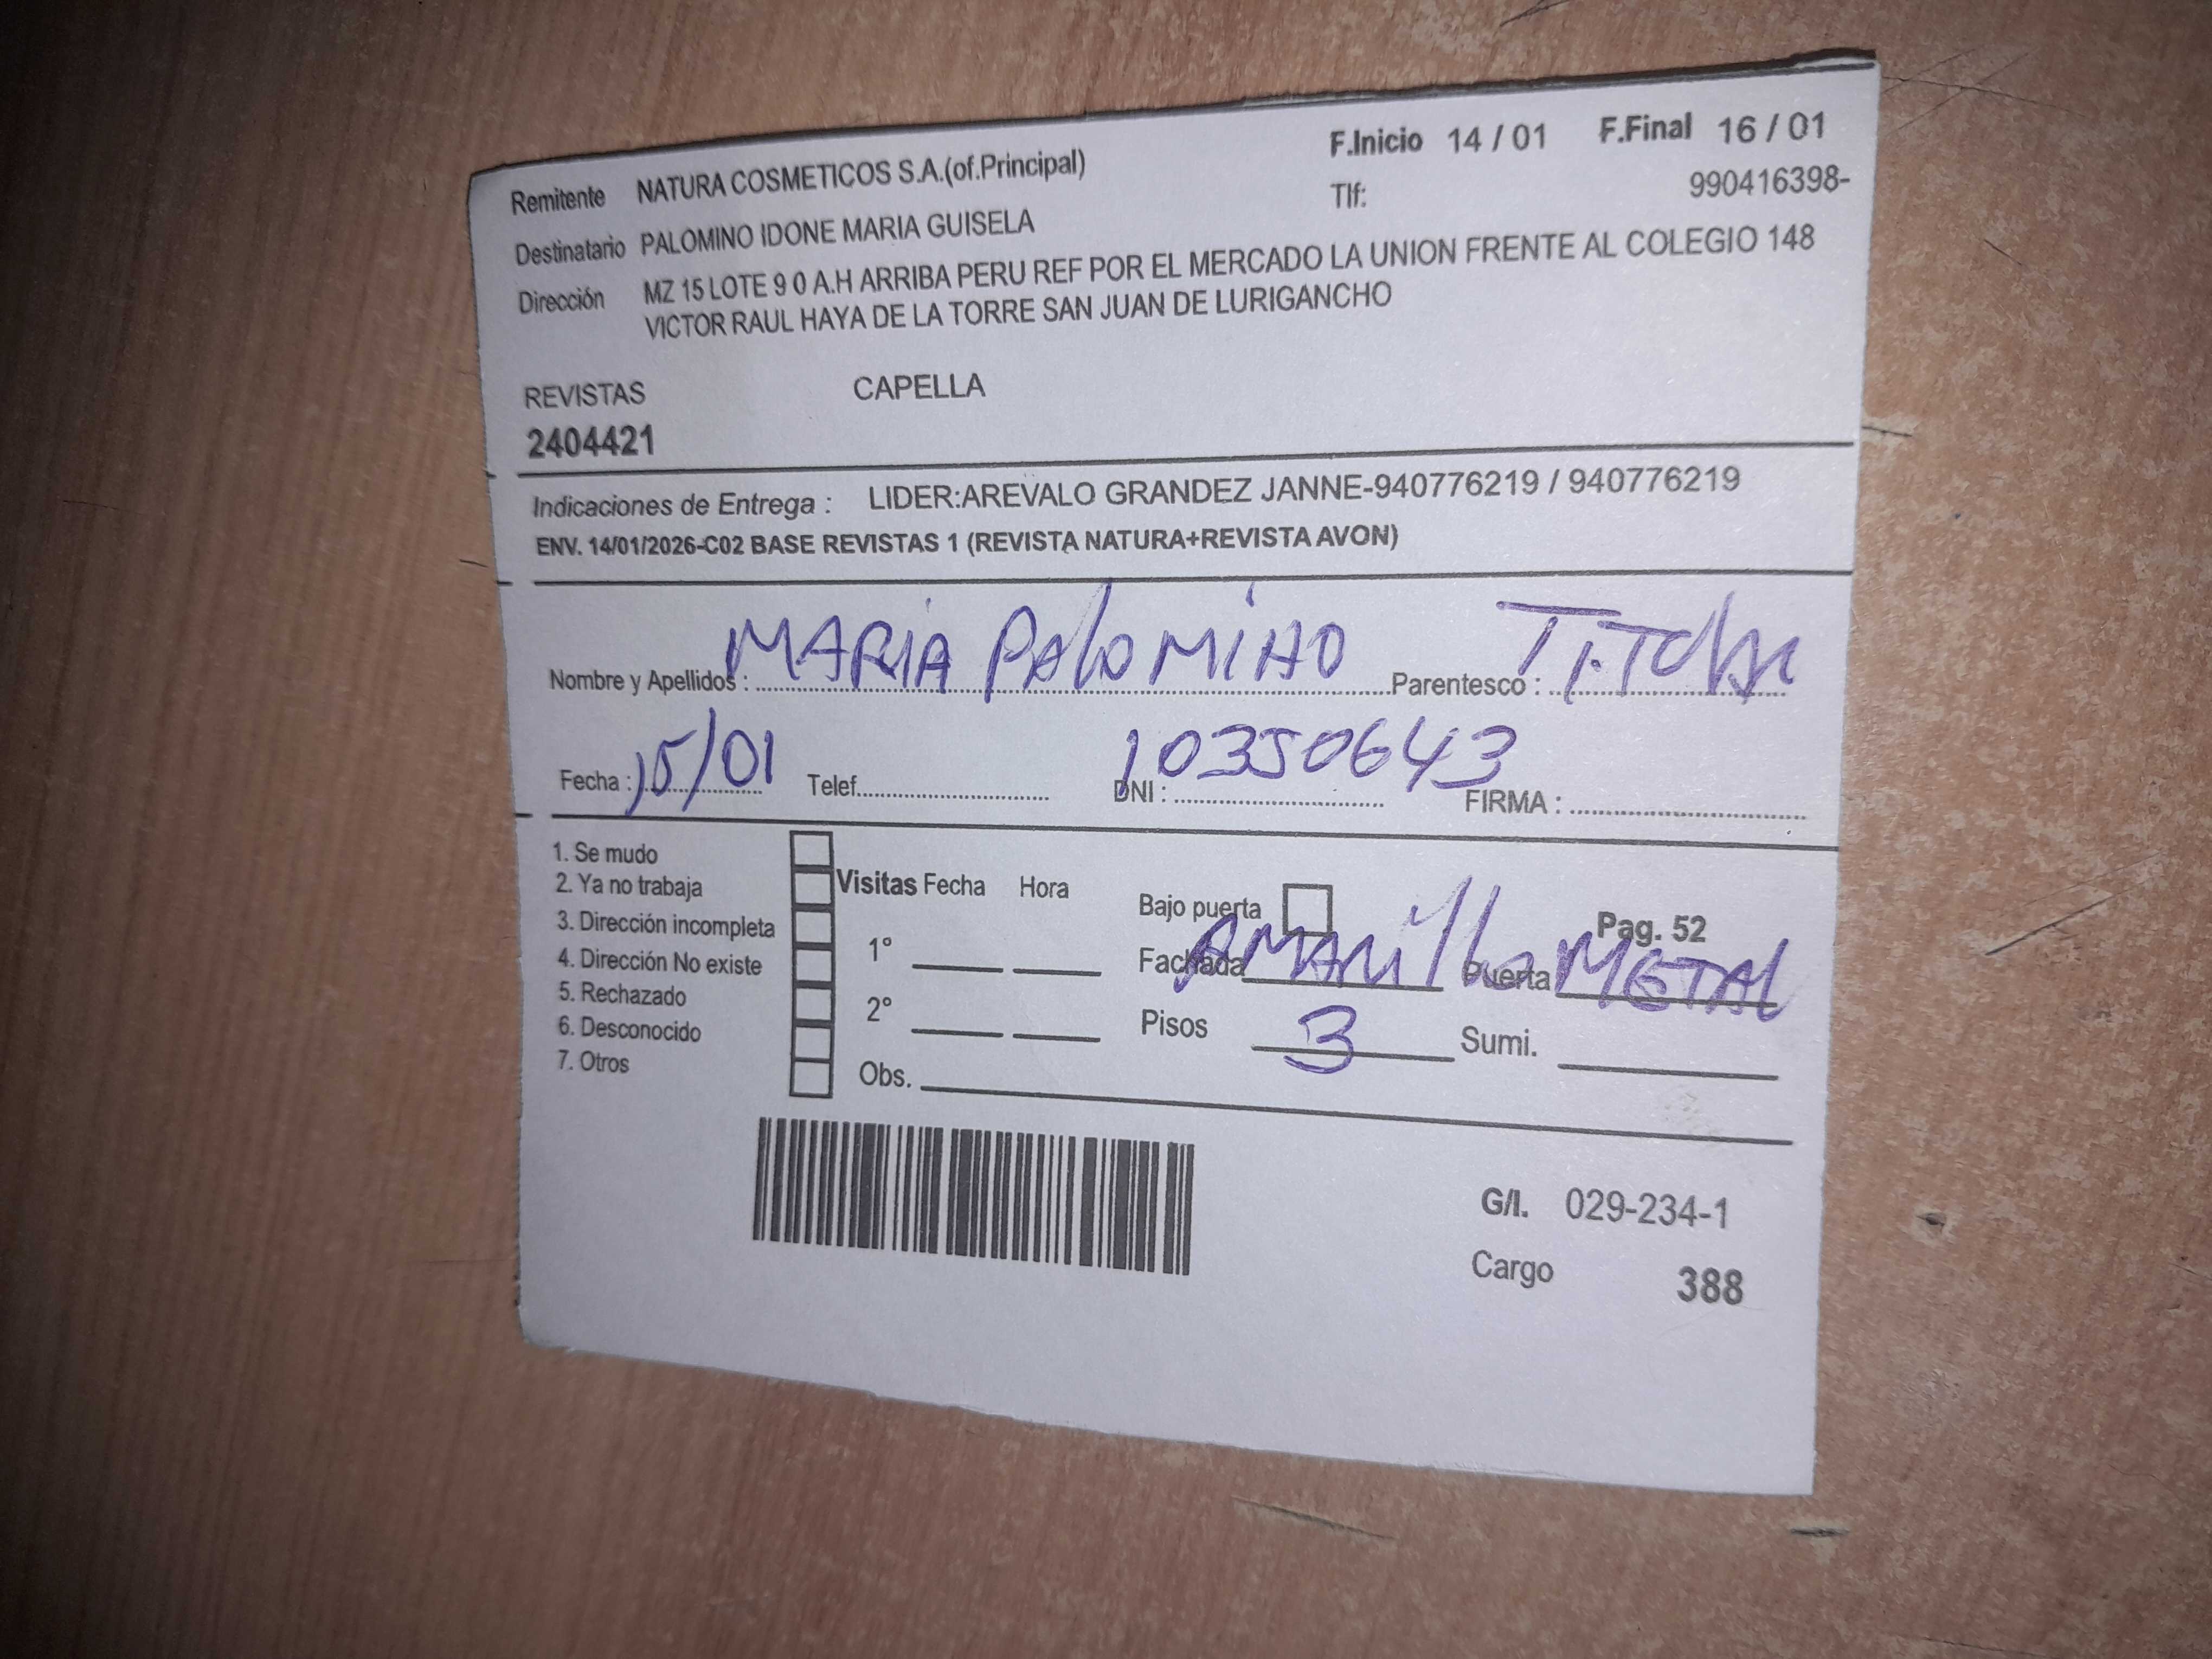 F.Inicio 14 / 01 F.Final 16 / 01
Remitente NATURA COSMETICOS S.A.(of.Principal)
Tlf: 990416398-
Destinatario PALOMINO IDONE MARIA GUISELA
Dirección MZ 15 LOTE 9 0 A.H ARRIBA PERU REF POR EL MERCADO LA UNION FRENTE AL COLEGIO 148
VICTOR RAUL HAYA DE LA TORRE SAN JUAN DE LURIGANCHO
REVISTAS CAPELLA
2404421
Indicaciones de Entrega : LIDER:AREVALO GRANDEZ JANNE-940776219 / 940776219
ENV. 14/01/2026-C02 BASE REVISTAS 1 (REVISTA NATURA+REVISTA AVON)
Nombre y Apellidos : MARIA PALOMINO Parentesco :
Fecha : 15/01 Telef. DNI : 10350643 FIRMA :
1. Se mudo
2. Ya no trabaja
3. Dirección incompleta
4. Dirección No existe
5. Rechazado
6. Desconocido
7. Otros
Visitas Fecha Hora
1°
2°
Obs.
Bajo puerta Pag. 52
Fachada AMARILLO Puerta METAL
Pisos 3 Sumi.
G/I. 029-234-1
Cargo 388